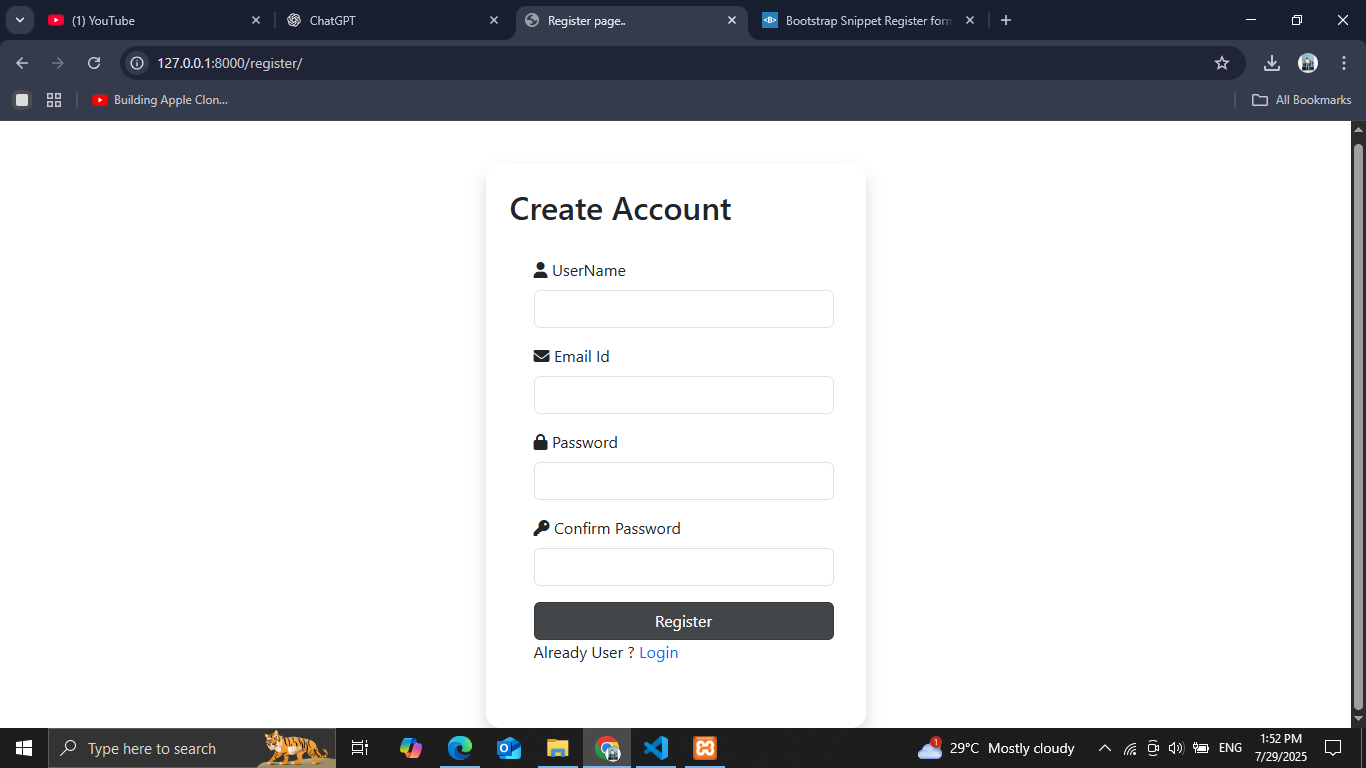 (1) YouTube
ChatGPT
Register page..
Bootstrap Snippet Register form
127.0.0.1:8000/register/
Building Apple Clon...
All Bookmarks
Create Account
UserName
Email Id
Password
Confirm Password
Register
Already User ? Login
Type here to search
1
29°C Mostly cloudy
ENG
1:52 PM
7/29/2025